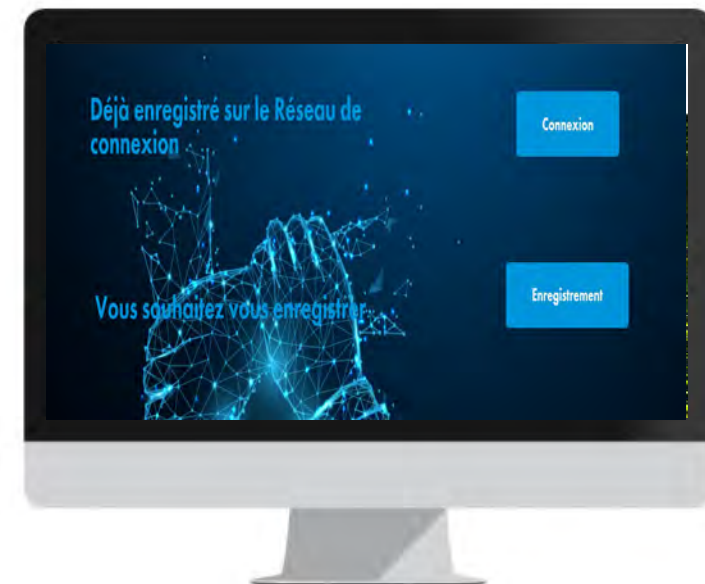 Déjà enregistré sur le Réseau de
connexion
Connexion
Vous souhaitez vous enregistrer
Enregistrement